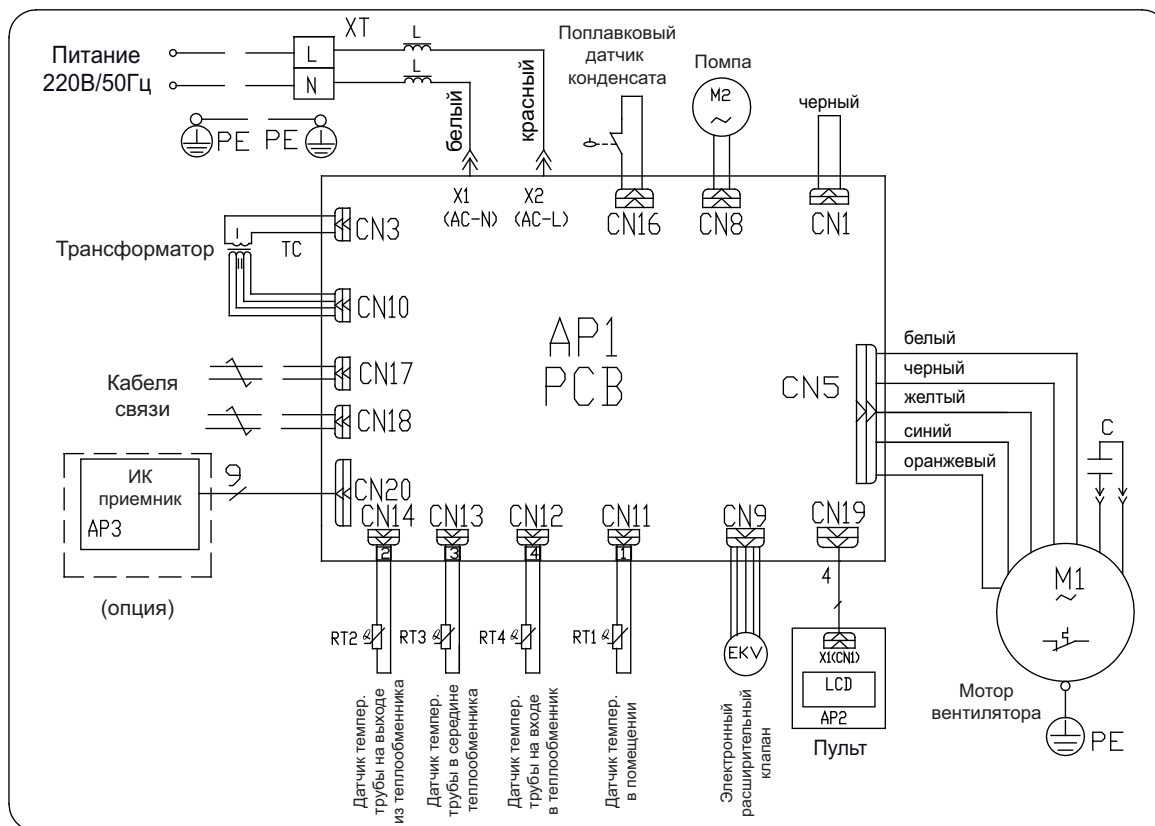 Питание
220В/50Гц
XT
L
N
L
L
PE
PE
белый
красный
Поплавковый
датчик
конденсата
Помпа
M2
~
черный
X1
(AC-N)
X2
(AC-L)
CN16
CN8
CN1
Трансформатор
I
II
TC
CN3
CN10
AP1
PCB
Кабеля
связи
CN17
CN18
ИК
приемник
AP3
(опция)
9
CN20
CN5
белый
черный
желтый
синий
оранжевый
C
M1
~
Мотор
вентилятора
PE
CN14
CN13
CN12
CN11
CN9
CN19
2
3
4
1
4
RT2
RT3
RT4
RT1
EKV
X1(CN1)
LCD
AP2
Пульт
Датчик темпер.
трубы на выходе
из теплообменника
Датчик темпер.
трубы в середине
теплообменника
Датчик темпер.
трубы на входе
в теплообменник
Датчик темпер.
в помещении
Электронный
расширительный
клапан